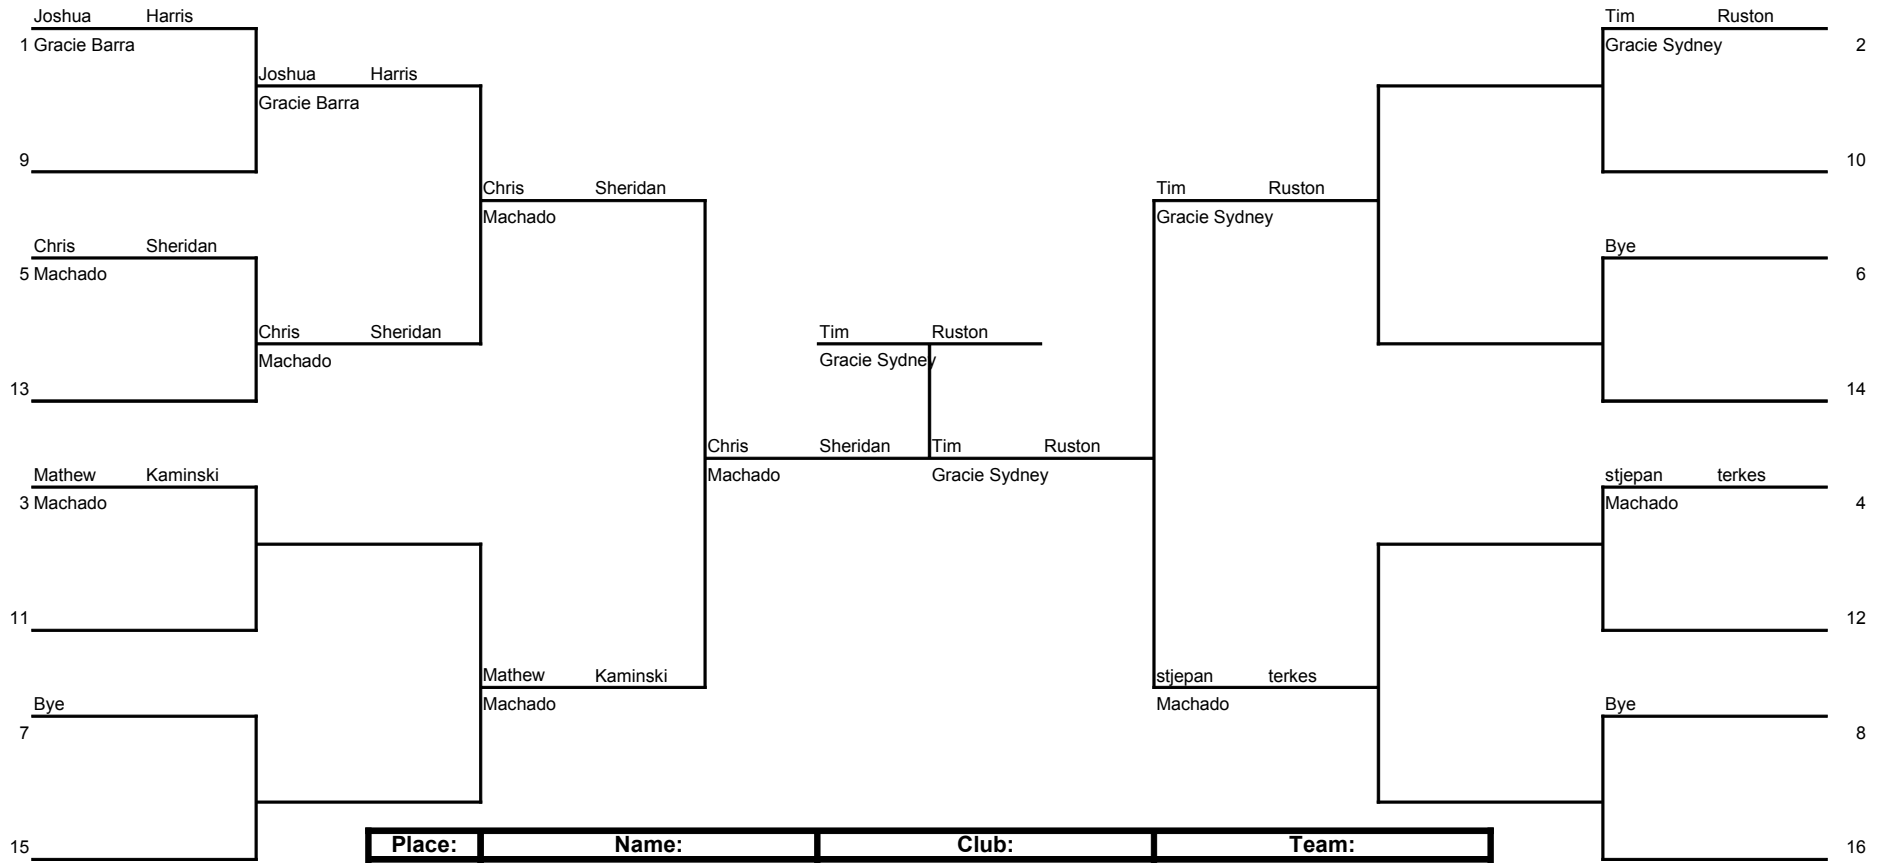 Joshua Harris
1 Gracie Barra
Joshua Harris
Gracie Barra
9
Chris Sheridan
Machado
Chris Sheridan
5 Machado
Chris Sheridan
Machado
13
Chris Sheridan
Machado
Mathew Kaminski
3 Machado
11
Mathew Kaminski
Machado
Bye
7
15
Tim Ruston
Gracie Sydney
Tim Ruston
Gracie Sydney
Tim Ruston
Gracie Sydney 2
10
Tim Ruston
Gracie Sydney
Bye
6
14
stjepan terkes
Machado 4
12
stjepan terkes
Machado
Bye
8
16
Place: Name: Club: Team: